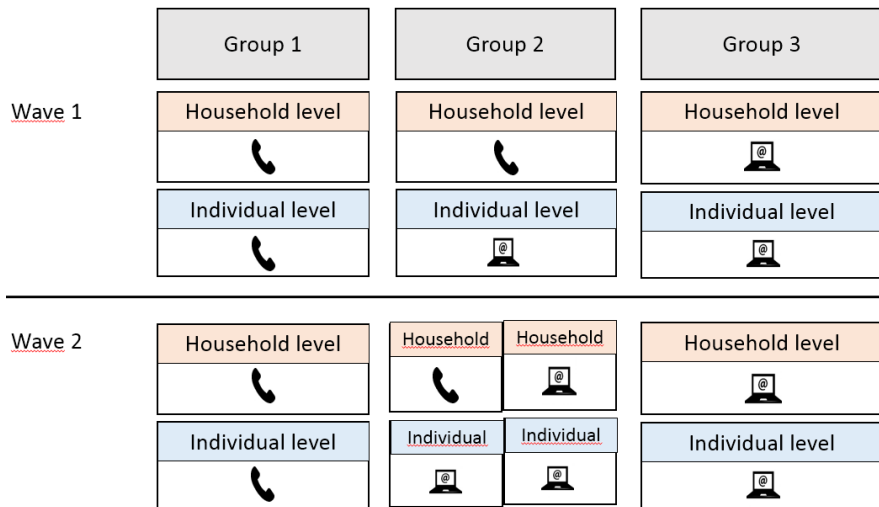 Group 1
Group 2
Group 3
Wave 1
Household level
Household level
Household level
@
Individual level
Individual level
Individual level
@
@
Wave 2
Household level
Household
Household
Household level
@
@
Individual level
Individual
Individual
Individual level
@
@
@